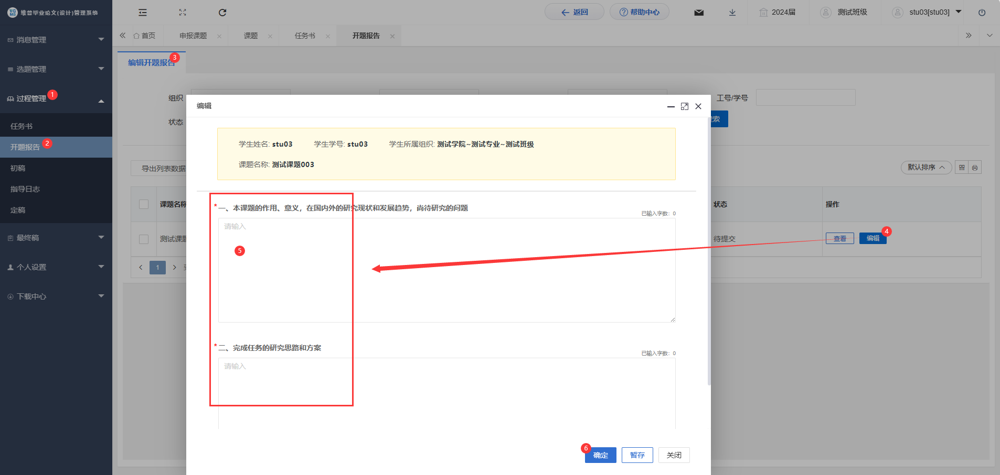 维普毕业论文(设计)管理系统
返回
帮助中心
2024届
测试班级
stu03[stu03]
首页
申报课题
课题
任务书
开题报告
消息管理
选题管理
过程管理
1
任务书
开题报告
2
初稿
指导日志
定稿
最终稿
个人设置
下载中心
编辑开题报告
3
组织
工号/学号
状态
索
导出列表数据
默认排序
课题名称
状态
操作
测试课题
待提交
查看
编辑
4
1
编辑
学生姓名: stu03 学生学号: stu03 学生所属组织: 测试学院~测试专业~测试班级
课题名称: 测试课题003
*一、本课题的作用、意义，在国内外的研究现状和发展趋势，尚待研究的问题
已输入字数：0
请输入
5
*二、完成任务的研究思路和方案
已输入字数：0
请输入
6
确定
暂存
关闭